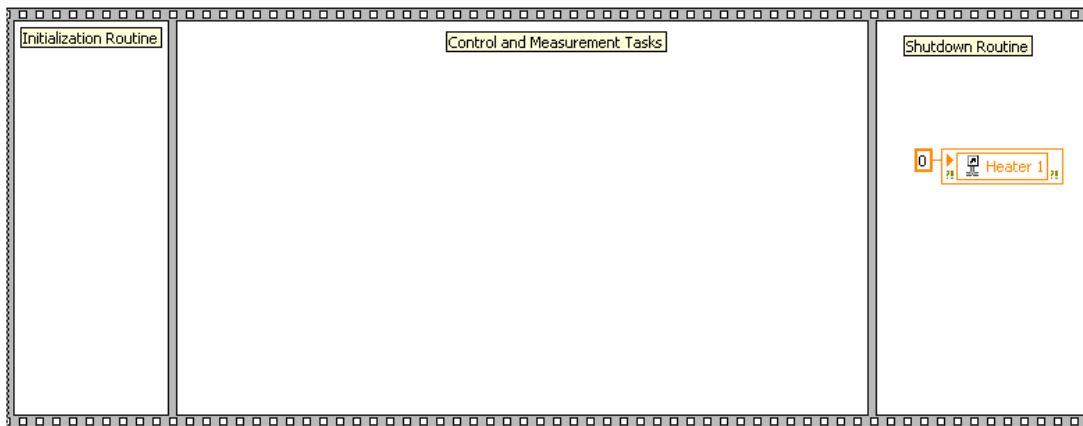 Initialization Routine
Control and Measurement Tasks
Shutdown Routine
0
Heater 1
?!
?!